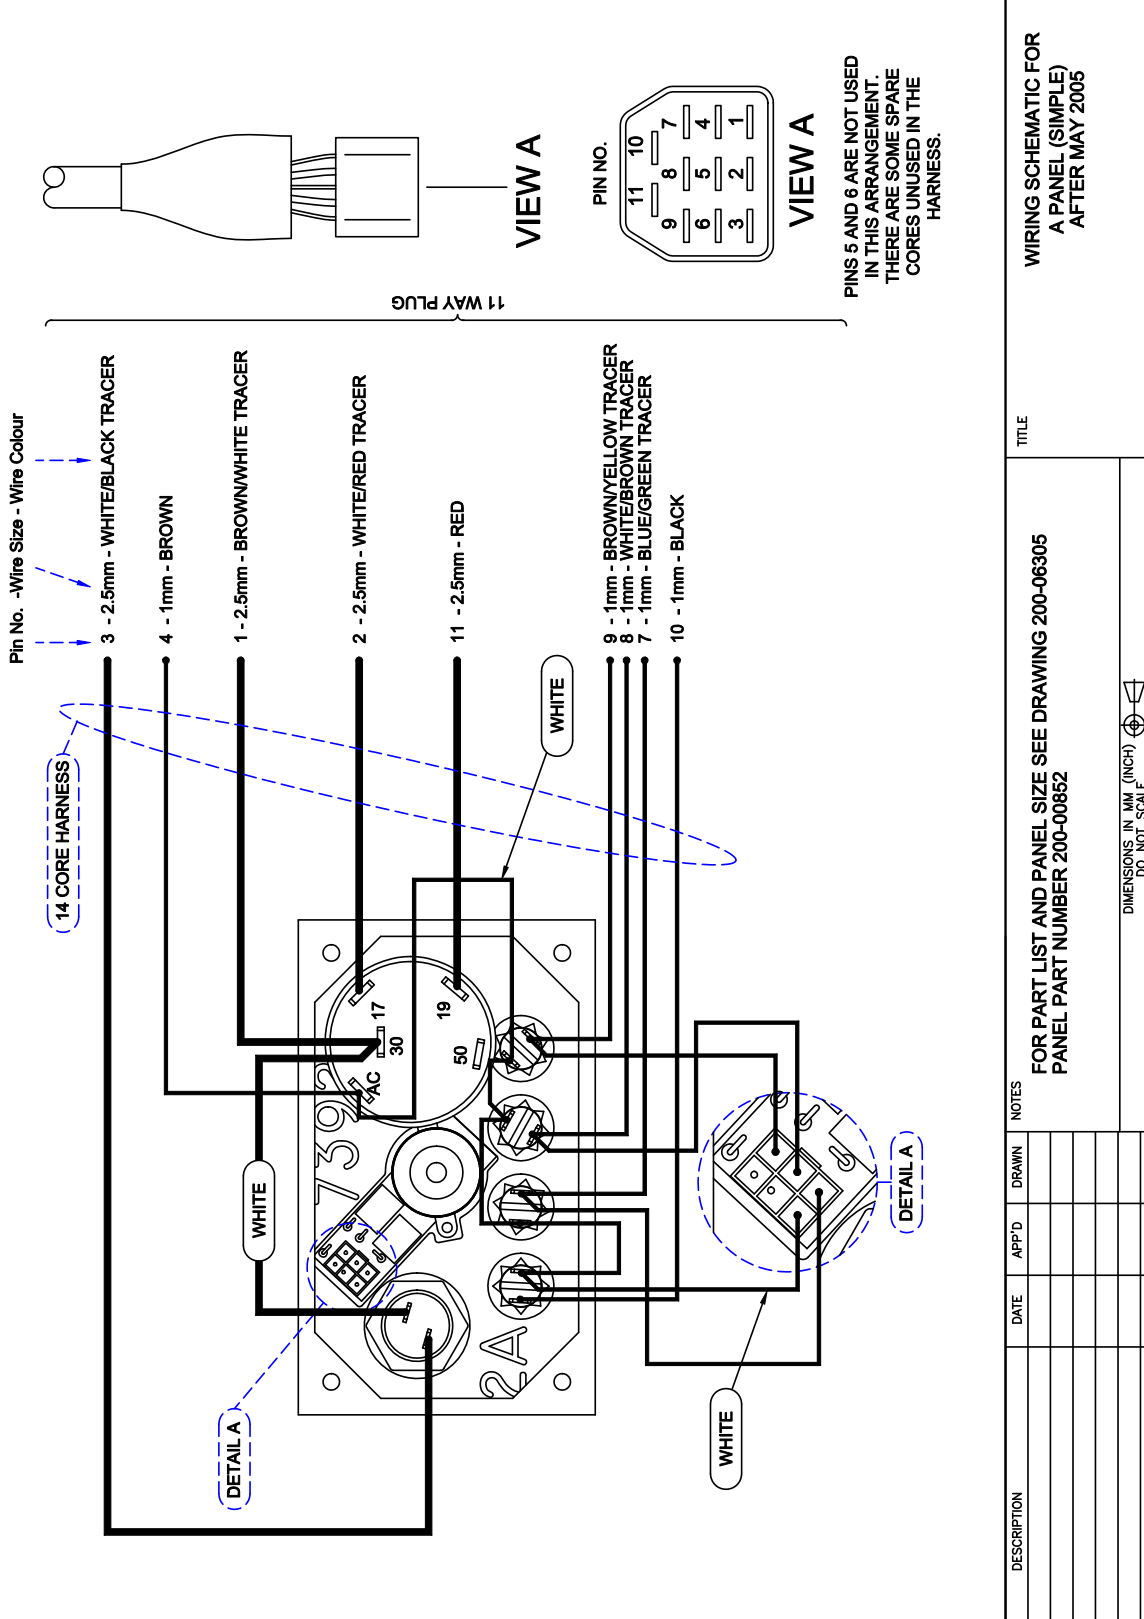 Pin No. -Wire Size - Wire Colour
3 - 2.5mm - WHITE/BLACK TRACER
4 - 1mm - BROWN
1 - 2.5mm - BROWN/WHITE TRACER
2 - 2.5mm - WHITE/RED TRACER
11 - 2.5mm - RED
9 - 1mm - BROWN/YELLOW TRACER
8 - 1mm - WHITE/BROWN TRACER
7 - 1mm - BLUE/GREEN TRACER
10 - 1mm - BLACK
11 WAY PLUG
VIEW A
PIN NO.
11 10
9 8 7
6 5 4
3 2 1
VIEW A
PINS 5 AND 6 ARE NOT USED
IN THIS ARRANGEMENT.
THERE ARE SOME SPARE
CORES UNUSED IN THE
HARNESS.
14 CORE HARNESS
WHITE
WHITE
17
30
AC
19
50
2A
DETAIL A
DETAIL A
WHITE
DESCRIPTION
DATE
APP'D
DRAWN
NOTES
FOR PART LIST AND PANEL SIZE SEE DRAWING 200-06305
PANEL PART NUMBER 200-00852
DIMENSIONS IN MM (INCH)
DO NOT SCALE
TITLE
WIRING SCHEMATIC FOR
A PANEL (SIMPLE)
AFTER MAY 2005